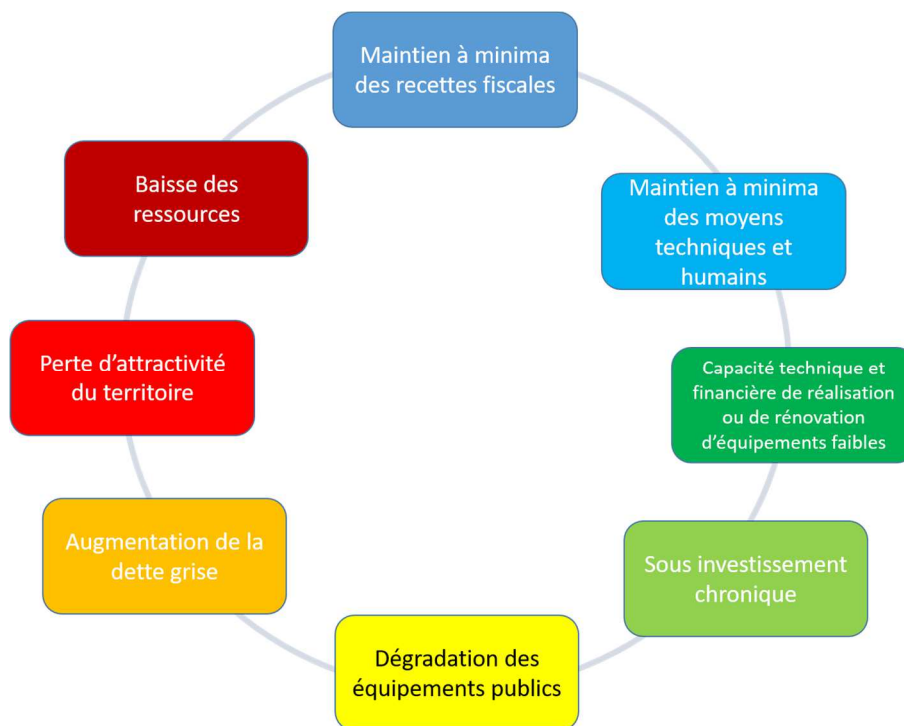 Maintien à minima
des recettes fiscales
Maintien à minima
des moyens
techniques et
humains
Capacité technique et
financière de réalisation
ou de rénovation
d'équipements faibles
Sous investissement
chronique
Dégradation des
équipements publics
Augmentation de la
dette grise
Perte d'attractivité
du territoire
Baisse des
ressources